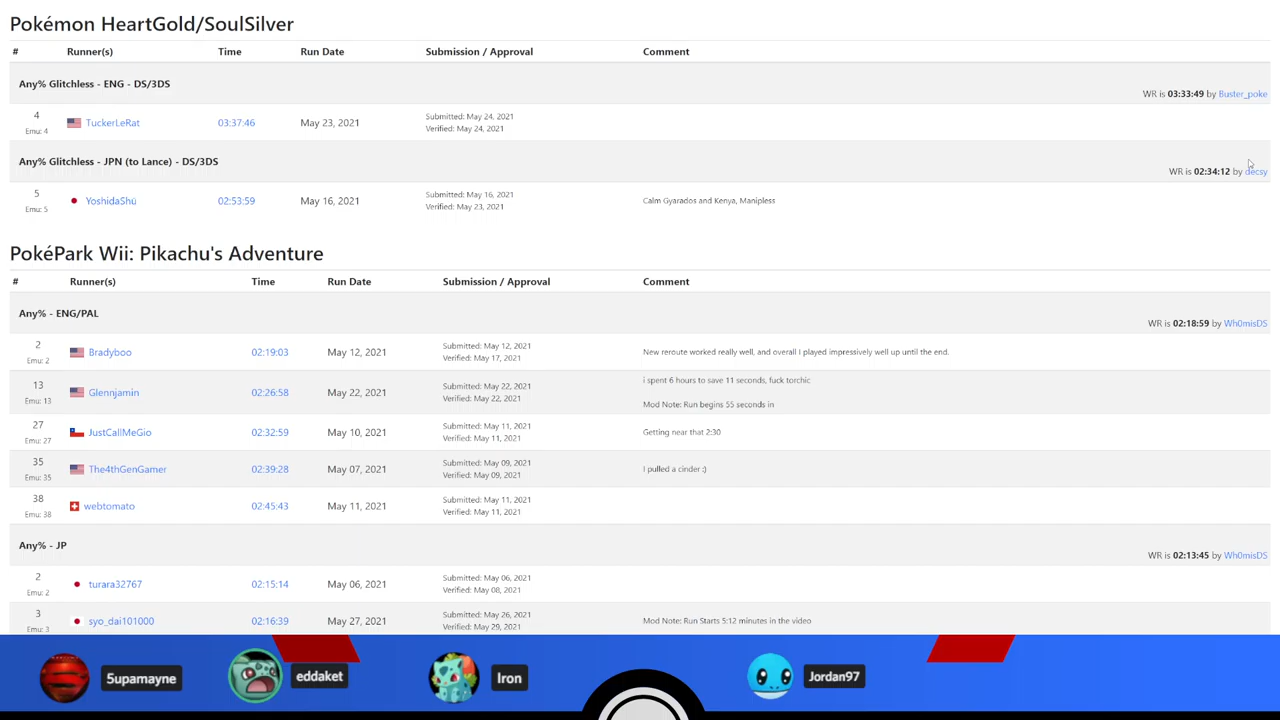 Pokémon HeartGold/SoulSilver
# Runner(s) Time Run Date Submission / Approval Comment
Any% Glitchless - ENG - DS/3DS
WR is 03:33:49 by Buster_poke
4 TuckerLeRat 03:37:46 May 23, 2021 Submitted: May 24, 2021
Emu: 4 Verified: May 24, 2021
Any% Glitchless - JPN (to Lance) - DS/3DS
WR is 02:34:12 by decsy
5 YoshidaShū 02:53:59 May 16, 2021 Submitted: May 16, 2021 Calm Gyarados and Kenya, Manipless
Emu: 5 Verified: May 23, 2021
PokéPark Wii: Pikachu's Adventure
# Runner(s) Time Run Date Submission / Approval Comment
Any% - ENG/PAL
WR is 02:18:59 by Wh0misDS
2 Bradyboo 02:19:03 May 12, 2021 Submitted: May 12, 2021 New reroute worked really well, and overall I played impressively well up until the end.
Emu: 2 Verified: May 17, 2021
13 Glennjamin 02:26:58 May 22, 2021 Submitted: May 22, 2021 i spent 6 hours to save 11 seconds, fuck torchic
Emu: 13 Verified: May 22, 2021 Mod Note: Run begins 55 seconds in
27 JustCallMeGio 02:32:59 May 10, 2021 Submitted: May 11, 2021 Getting near that 2:30
Emu: 27 Verified: May 11, 2021
35 The4thGenGamer 02:39:28 May 07, 2021 Submitted: May 09, 2021 I pulled a cinder :)
Emu: 35 Verified: May 09, 2021
38 webtomato 02:45:43 May 11, 2021 Submitted: May 11, 2021
Emu: 38 Verified: May 11, 2021
Any% - JP
WR is 02:13:45 by Wh0misDS
2 turara32767 02:15:14 May 06, 2021 Submitted: May 06, 2021
Emu: 2 Verified: May 08, 2021
3 syo_dai101000 02:16:39 May 27, 2021 Submitted: May 26, 2021 Mod Note: Run Starts 5:12 minutes in the video
Emu: 3 Verified: May 29, 2021
5upamayne eddaket Iron Jordan97